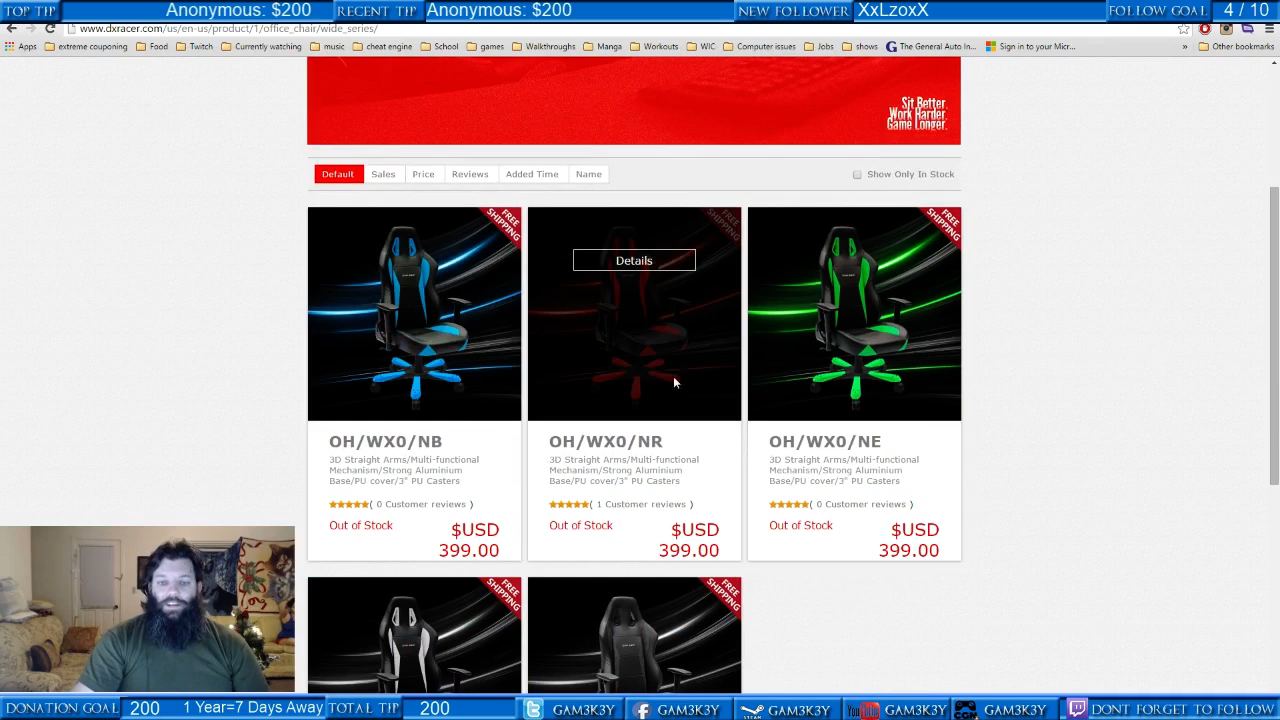 TOP TIP Anonymous: $200 RECENT TIP Anonymous: $200 NEW FOLLOWER XxLzoxX FOLLOW GOAL 4 / 10
www.dxracer.com/us/en-us/product/1/office_chair/wide_series/
Apps extreme couponing Food Twitch Currently watching music cheat engine School games Walkthroughs Manga Workouts WIC Computer issues Jobs shows The General Auto In... Sign in to your Micr... » Other bookmarks
Sit Better.
Work Harder.
Game Longer.
Default Sales Price Reviews Added Time Name Show Only In Stock
FREE SHIPPING FREE SHIPPING FREE SHIPPING
Details
OH/WX0/NB OH/WX0/NR OH/WX0/NE
3D Straight Arms/Multi-functional 3D Straight Arms/Multi-functional 3D Straight Arms/Multi-functional
Mechanism/Strong Aluminium Mechanism/Strong Aluminium Mechanism/Strong Aluminium
Base/PU cover/3" PU Casters Base/PU cover/3" PU Casters Base/PU cover/3" PU Casters
( 0 Customer reviews ) ( 1 Customer reviews ) ( 0 Customer reviews )
Out of Stock $USD Out of Stock $USD Out of Stock $USD
399.00 399.00 399.00
FREE SHIPPING FREE SHIPPING
DONATION GOAL 200 1 Year=7 Days Away TOTAL TIP 200 GAM3K3Y GAM3K3Y STEAM GAM3K3Y YouTube GAM3K3Y .COM GAM3K3Y DONT FORGET TO FOLLOW